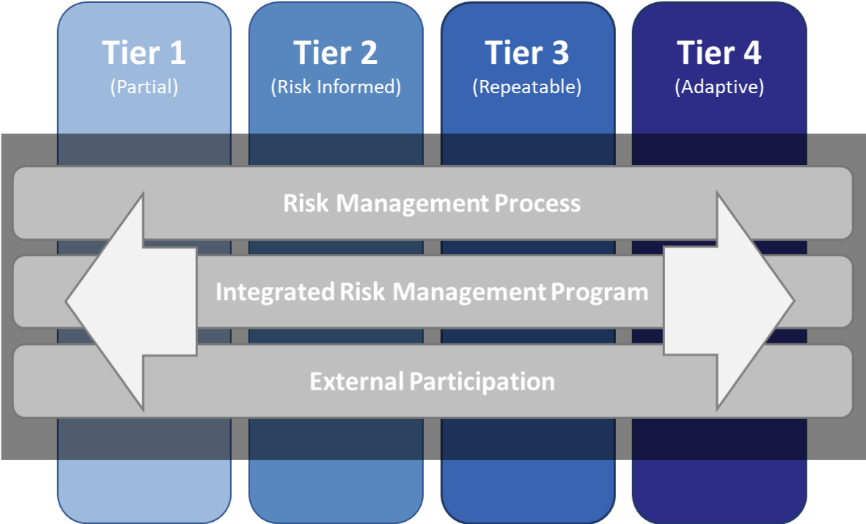 Tier 1
(Partial)
Tier 2
(Risk Informed)
Tier 3
(Repeatable)
Tier 4
(Adaptive)
Risk Management Process
Integrated Risk Management Program
External Participation